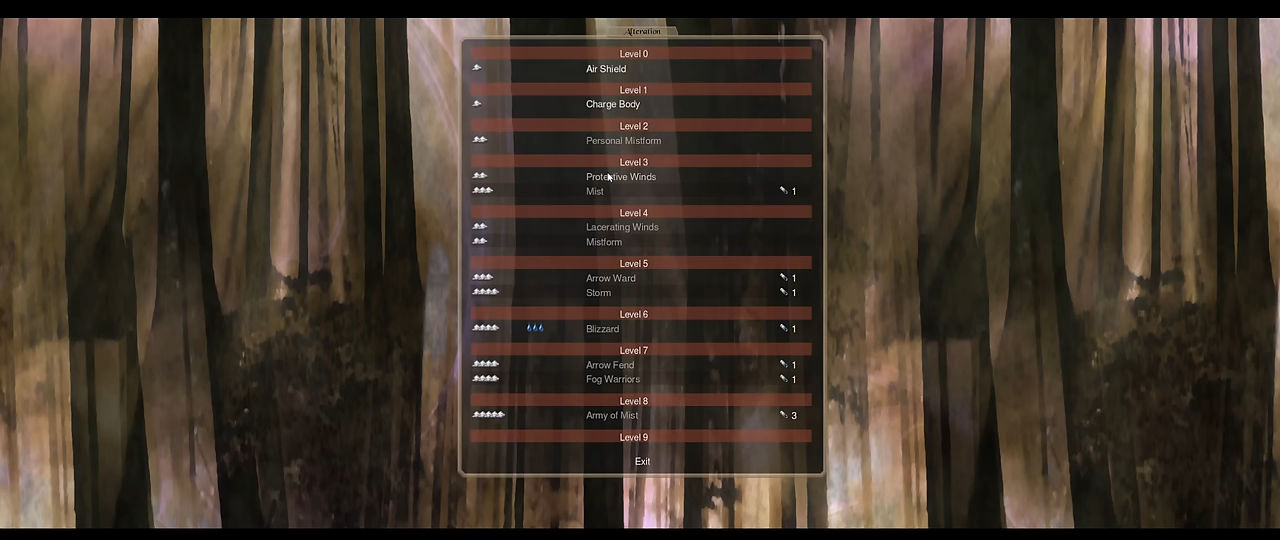 Alteration
Level 0
Air Shield
Level 1
Charge Body
Level 2
Personal Mistform
Level 3
Protective Winds
Mist 1
Level 4
Lacerating Winds
Mistform
Level 5
Arrow Ward 1
Storm 1
Level 6
Blizzard 1
Level 7
Arrow Fend 1
Fog Warriors 1
Level 8
Army of Mist 3
Level 9
Exit